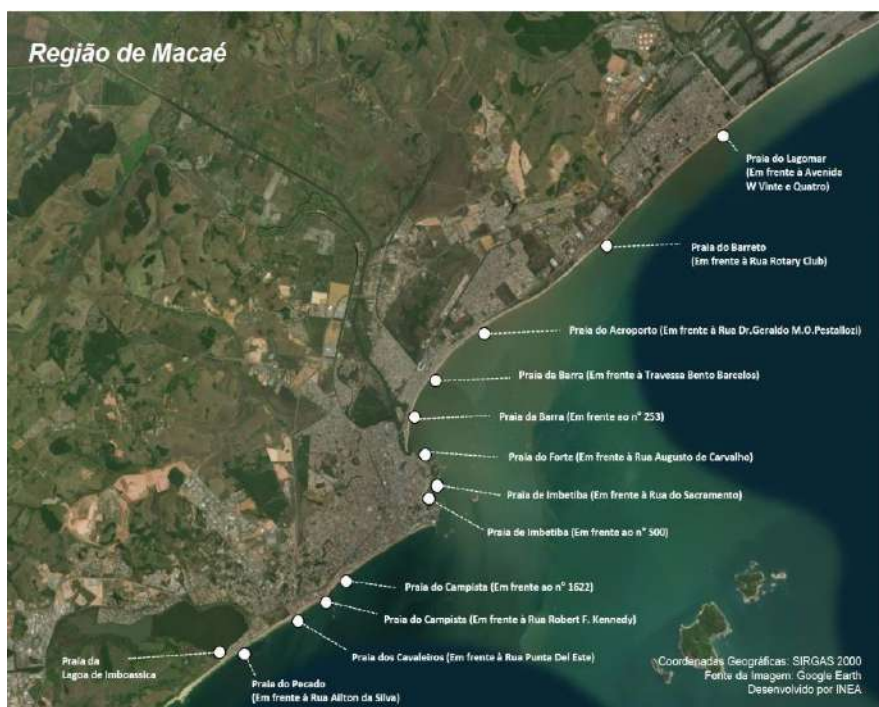 Região de Macaé
Praia do Lagomar
(Em frente à Avenida
W Vinte e Quatro)
Praia do Barreto
(Em frente à Rua Rotary Club)
Praia do Aeroporto (Em frente à Rua Dr.Geraldo M.O.Pestallozi)
Praia da Barra (Em frente à Travessa Bento Barcelos)
Praia da Barra (Em frente ao n° 253)
Praia do Forte (Em frente à Rua Augusto de Carvalho)
Praia de Imbetiba (Em frente à Rua do Sacramento)
Praia de Imbetiba (Em frente ao n° 500)
Praia do Campista (Em frente ao n° 1622)
Praia do Campista (Em frente à Rua Robert F. Kennedy)
Praia dos Cavaleiros (Em frente à Rua Punta Del Este)
Praia da
Lagoa de Imboassica
Praia do Pecado
(Em frente à Rua Ailton da Silva)
Coordenadas Geográficas: SIRGAS 2000
Fonte da Imagem: Google Earth
Desenvolvido por INEA